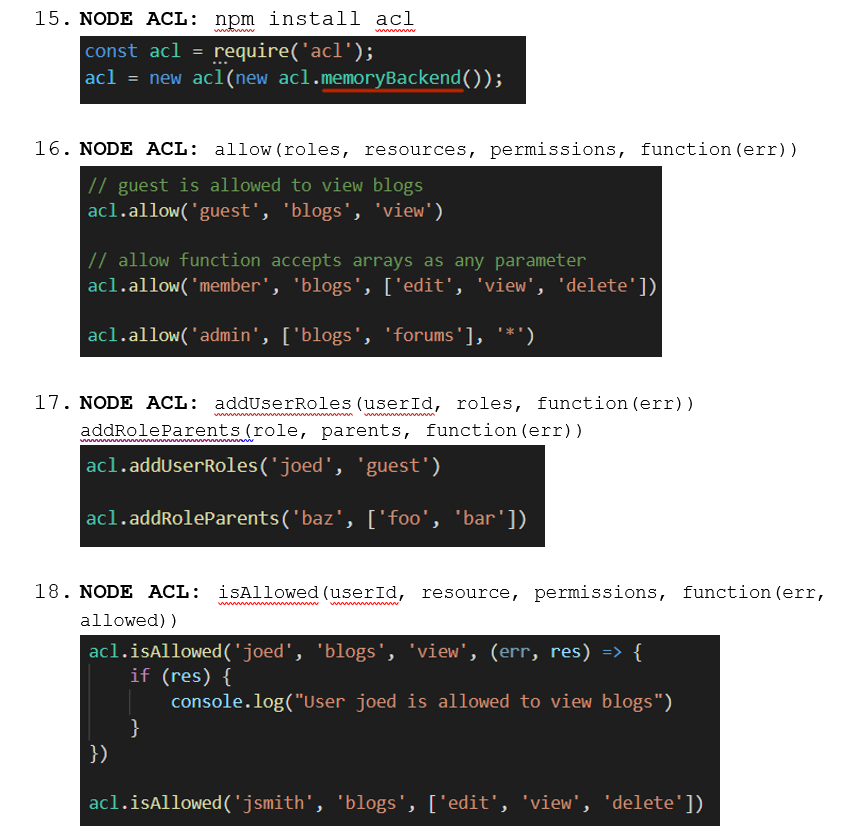 15. NODE ACL: npm install acl
const acl = require('acl');
acl = new acl(new acl.memoryBackend());
16. NODE ACL: allow(roles, resources, permissions, function(err))
// guest is allowed to view blogs
acl.allow('guest', 'blogs', 'view')
// allow function accepts arrays as any parameter
acl.allow('member', 'blogs', ['edit', 'view', 'delete'])
acl.allow('admin', ['blogs', 'forums'], '*')
17. NODE ACL: addUserRoles(userId, roles, function(err))
addRoleParents(role, parents, function(err))
acl.addUserRoles('joed', 'guest')
acl.addRoleParents('baz', ['foo', 'bar'])
18. NODE ACL: isAllowed(userId, resource, permissions, function(err,
allowed))
acl.isAllowed('joed', 'blogs', 'view', (err, res) => {
if (res) {
console.log("User joed is allowed to view blogs")
}
})
acl.isAllowed('jsmith', 'blogs', ['edit', 'view', 'delete'])